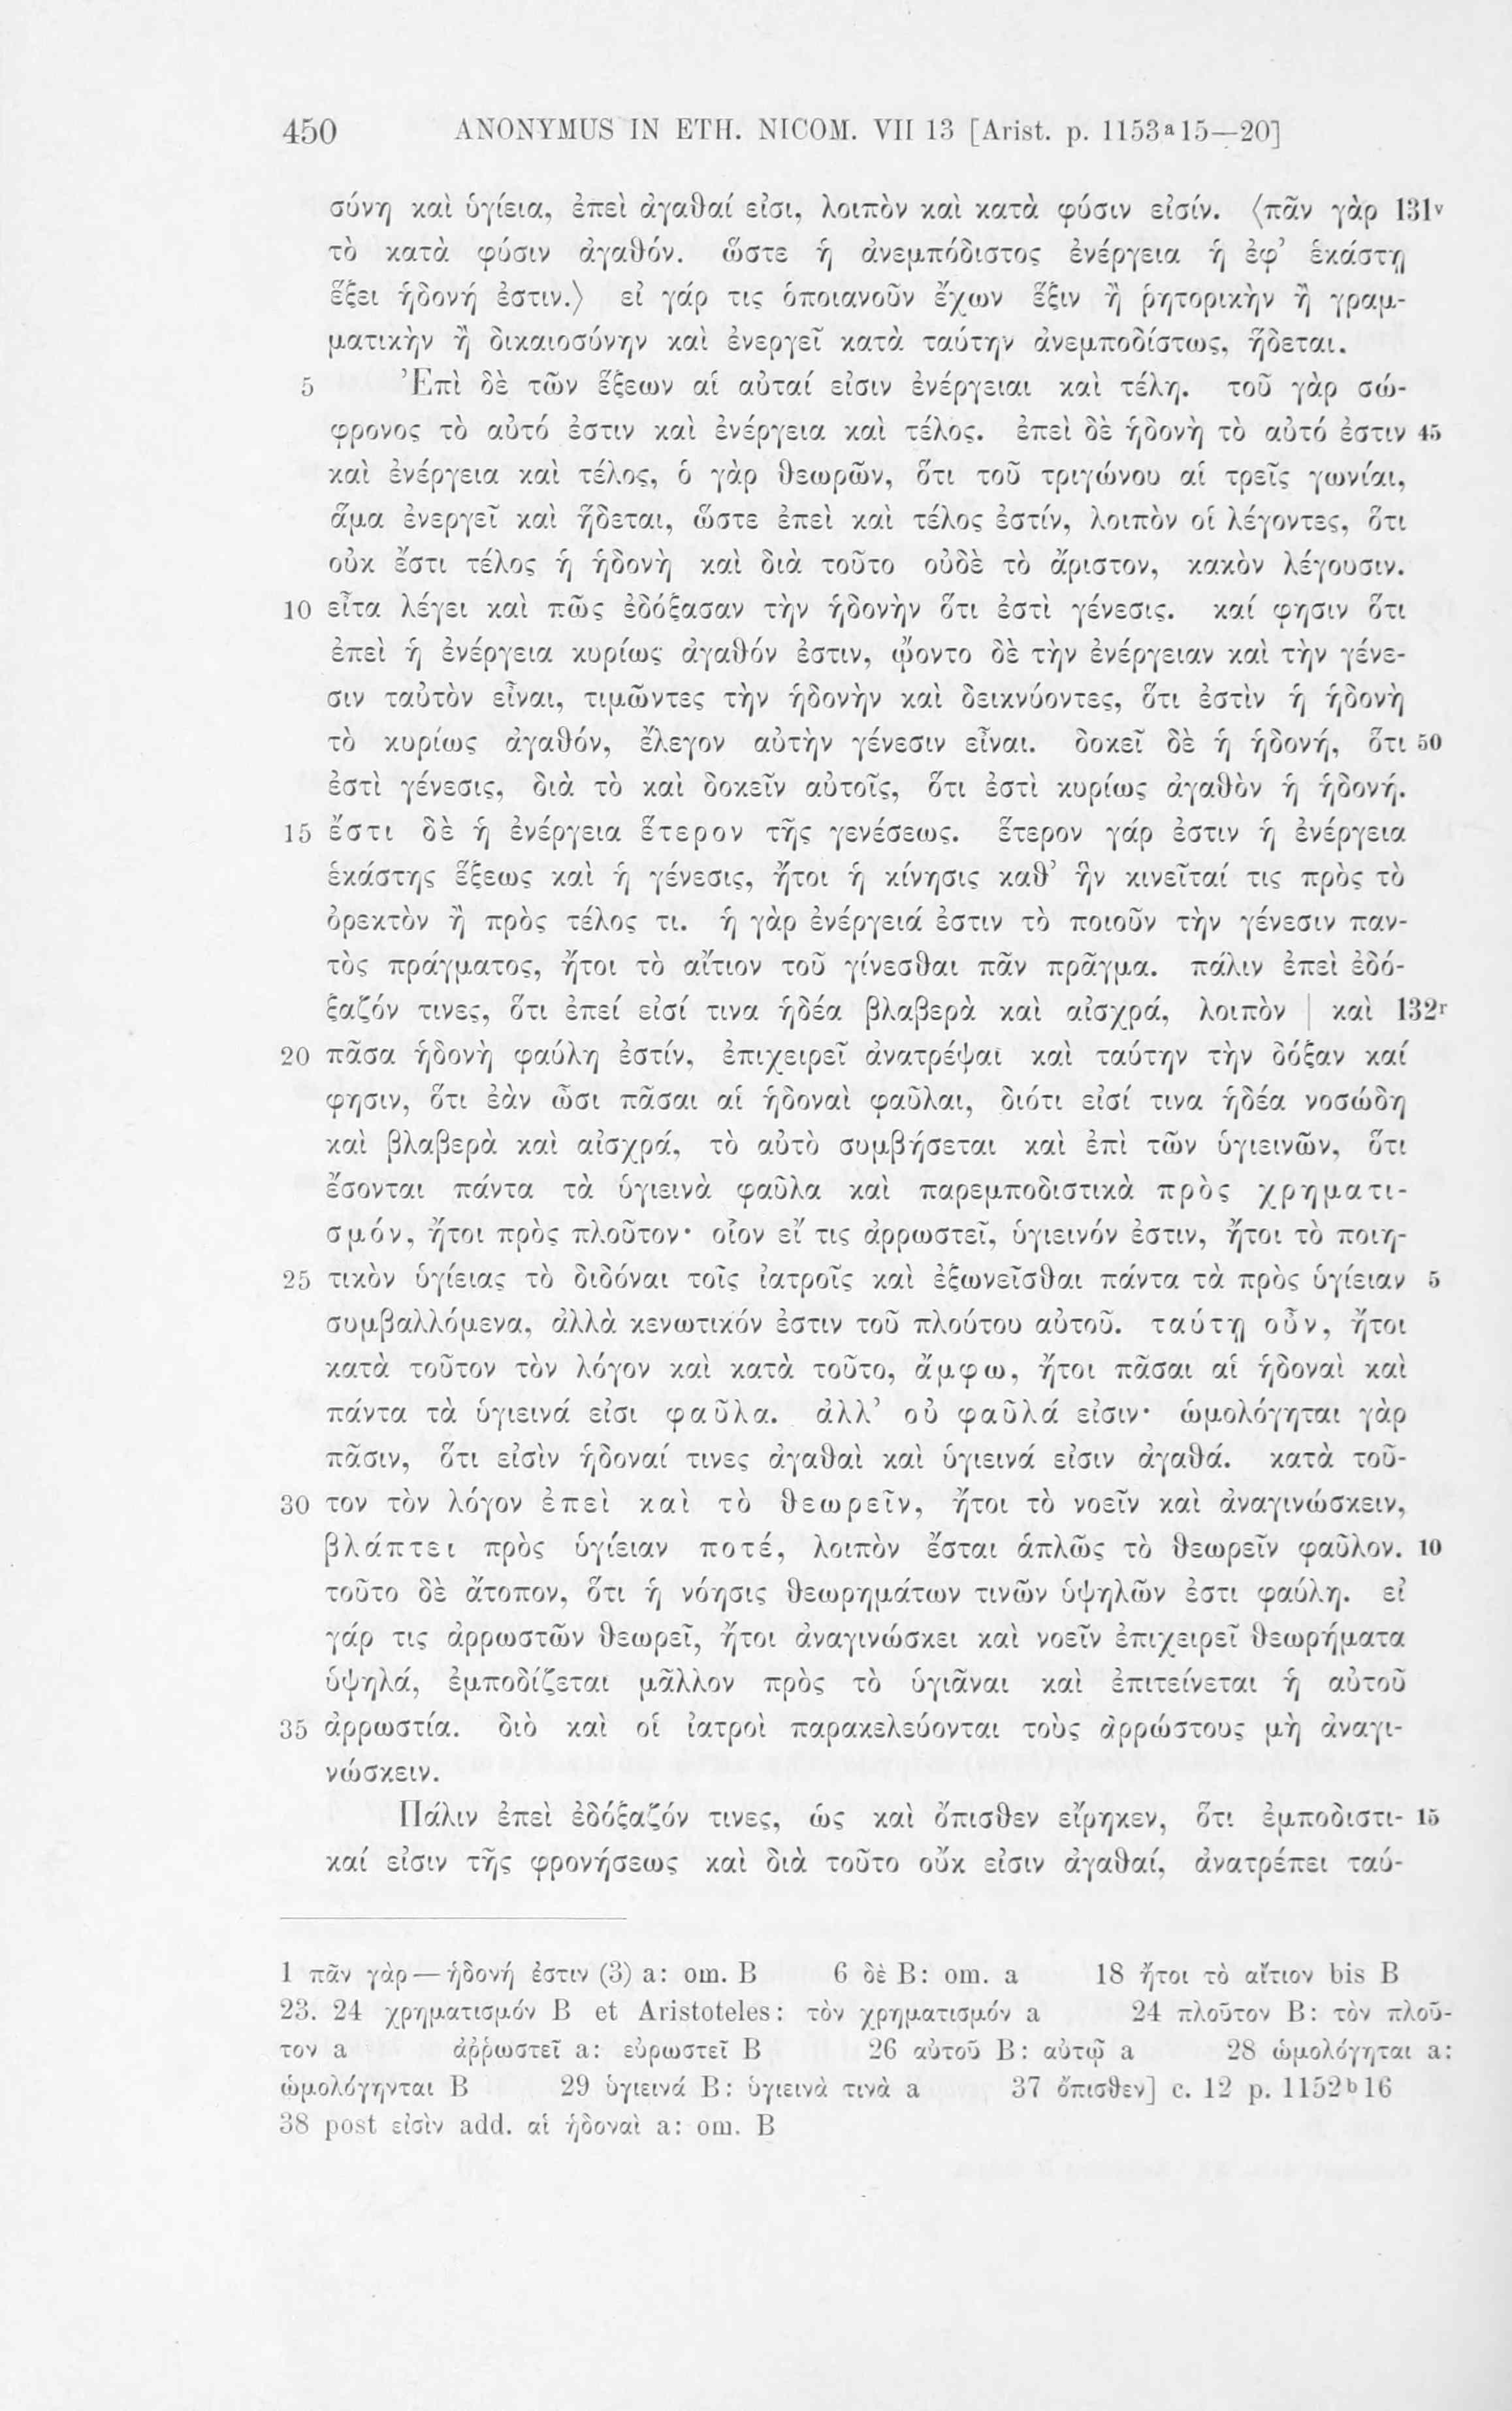 450 ANONYMUS IN ETH. NICOM. VII 13 [Arist. p. 1153ᵃ15—20]
σύνη καὶ ὑγίεια, ἐπεὶ ἀγαθαί εἰσι, λοιπὸν καὶ κατὰ φύσιν εἰσίν. ⟨πᾶν γὰρ 131ᵛ
τὸ κατὰ φύσιν ἀγαθόν. ὥστε ἡ ἀνεμπόδιστος ἐνέργεια ἡ ἐφ’ ἑκάστῃ
ἕξει ἡδονή ἐστιν.⟩ εἰ γάρ τις ὁποιανοῦν ἔχων ἕξιν ἢ ῥητορικὴν ἢ γραμ-
ματικὴν ἢ δικαιοσύνην καὶ ἐνεργεῖ κατὰ ταύτην ἀνεμποδίστως, ἥδεται.
5 Ἐπὶ δὲ τῶν ἕξεων αἱ αὐταί εἰσιν ἐνέργειαι καὶ τέλη. τοῦ γὰρ σώ-
φρονος τὸ αὐτό ἐστιν καὶ ἐνέργεια καὶ τέλος. ἐπεὶ δὲ ἡδονὴ τὸ αὐτό ἐστιν 45
καὶ ἐνέργεια καὶ τέλος, ὁ γὰρ θεωρῶν, ὅτι τοῦ τριγώνου αἱ τρεῖς γωνίαι,
ἅμα ἐνεργεῖ καὶ ἥδεται, ὥστε ἐπεὶ καὶ τέλος ἐστίν, λοιπὸν οἱ λέγοντες, ὅτι
οὐκ ἔστι τέλος ἡ ἡδονὴ καὶ διὰ τοῦτο οὐδὲ τὸ ἄριστον, κακὸν λέγουσιν.
10 εἶτα λέγει καὶ πῶς ἐδόξασαν τὴν ἡδονὴν ὅτι ἐστὶ γένεσις. καί φησιν ὅτι
ἐπεὶ ἡ ἐνέργεια κυρίως ἀγαθόν ἐστιν, ᾤοντο δὲ τὴν ἐνέργειαν καὶ τὴν γένε-
σιν ταὐτὸν εἶναι, τιμῶντες τὴν ἡδονὴν καὶ δεικνύοντες, ὅτι ἐστὶν ἡ ἡδονὴ
τὸ κυρίως ἀγαθόν, ἔλεγον αὐτὴν γένεσιν εἶναι. δοκεῖ δὲ ἡ ἡδονή, ὅτι 50
ἐστὶ γένεσις, διὰ τὸ καὶ δοκεῖν αὐτοῖς, ὅτι ἐστὶ κυρίως ἀγαθὸν ἡ ἡδονή.
15 ἔστι δὲ ἡ ἐνέργεια ἕτερον τῆς γενέσεως. ἕτερον γάρ ἐστιν ἡ ἐνέργεια
ἑκάστης ἕξεως καὶ ἡ γένεσις, ἤτοι ἡ κίνησις καθ’ ἣν κινεῖταί τις πρὸς τὸ
ὀρεκτὸν ἢ πρὸς τέλος τι. ἡ γὰρ ἐνέργειά ἐστιν τὸ ποιοῦν τὴν γένεσιν παν-
τὸς πράγματος, ἤτοι τὸ αἴτιον τοῦ γίνεσθαι πᾶν πρᾶγμα. πάλιν ἐπεὶ ἐδό-
ξαζόν τινες, ὅτι ἐπεί εἰσί τινα ἡδέα βλαβερὰ καὶ αἰσχρά, λοιπὸν | καὶ 132ʳ
20 πᾶσα ἡδονὴ φαύλη ἐστίν, ἐπιχειρεῖ ἀνατρέψαι καὶ ταύτην τὴν δόξαν καί
φησιν, ὅτι ἐὰν ὦσι πᾶσαι αἱ ἡδοναὶ φαῦλαι, διότι εἰσί τινα ἡδέα νοσώδη
καὶ βλαβερὰ καὶ αἰσχρά, τὸ αὐτὸ συμβήσεται καὶ ἐπὶ τῶν ὑγιεινῶν, ὅτι
ἔσονται πάντα τὰ ὑγιεινὰ φαῦλα καὶ παρεμποδιστικὰ πρὸς χρηματι-
σμόν, ἤτοι πρὸς πλοῦτον· οἷον εἴ τις ἀρρωστεῖ, ὑγιεινόν ἐστιν, ἤτοι τὸ ποιη-
25 τικὸν ὑγίειας τὸ διδόναι τοῖς ἰατροῖς καὶ ἐξωνεῖσθαι πάντα τὰ πρὸς ὑγίειαν 5
συμβαλλόμενα, ἀλλὰ κενωτικόν ἐστιν τοῦ πλούτου αὐτοῦ. ταύτῃ οὖν, ἤτοι
κατὰ τοῦτον τὸν λόγον καὶ κατὰ τοῦτο, ἄμφω, ἤτοι πᾶσαι αἱ ἡδοναὶ καὶ
πάντα τὰ ὑγιεινά εἰσι φαῦλα. ἀλλ’ οὐ φαῦλά εἰσιν· ὡμολόγηται γὰρ
πᾶσιν, ὅτι εἰσὶν ἡδοναί τινες ἀγαθαὶ καὶ ὑγιεινά εἰσιν ἀγαθά. κατὰ τοῦ-
30 τον τὸν λόγον ἐπεὶ καὶ τὸ θεωρεῖν, ἤτοι τὸ νοεῖν καὶ ἀναγινώσκειν,
βλάπτει πρὸς ὑγίειαν ποτέ, λοιπὸν ἔσται ἁπλῶς τὸ θεωρεῖν φαῦλον. 10
τοῦτο δὲ ἄτοπον, ὅτι ἡ νόησις θεωρημάτων τινῶν ὑψηλῶν ἐστι φαύλη. εἰ
γάρ τις ἀρρωστῶν θεωρεῖ, ἤτοι ἀναγινώσκει καὶ νοεῖν ἐπιχειρεῖ θεωρήματα
ὑψηλά, ἐμποδίζεται μᾶλλον πρὸς τὸ ὑγιᾶναι καὶ ἐπιτείνεται ἡ αὐτοῦ
35 ἀρρωστία. διὸ καὶ οἱ ἰατροὶ παρακελεύονται τοὺς ἀρρώστους μὴ ἀναγι-
νώσκειν.
Πάλιν ἐπεὶ ἐδόξαζόν τινες, ὡς καὶ ὄπισθεν εἴρηκεν, ὅτι ἐμποδιστι- 15
καί εἰσιν τῆς φρονήσεως καὶ διὰ τοῦτο οὔκ εἰσιν ἀγαθαί, ἀνατρέπει ταύ-
1 πᾶν γὰρ — ἡδονή ἐστιν (3) a: om. B 6 δὲ B: om. a 18 ἤτοι τὸ αἴτιον bis B
23. 24 χρηματισμόν B et Aristoteles: τὸν χρηματισμόν a 24 πλοῦτον B: τὸν πλοῦ-
τον a ἀῤῥωστεῖ a: εὑρωστεῖ B 26 αὐτοῦ B: αὐτῷ a 28 ὡμολόγηται a:
ὡμολόγηνται B 29 ὑγιεινά B: ὑγιεινὰ τινὰ a 37 ὄπισθεν] c. 12 p. 1152ᵇ16
38 post εἰσὶν add. αἱ ἡδοναὶ a: om. B